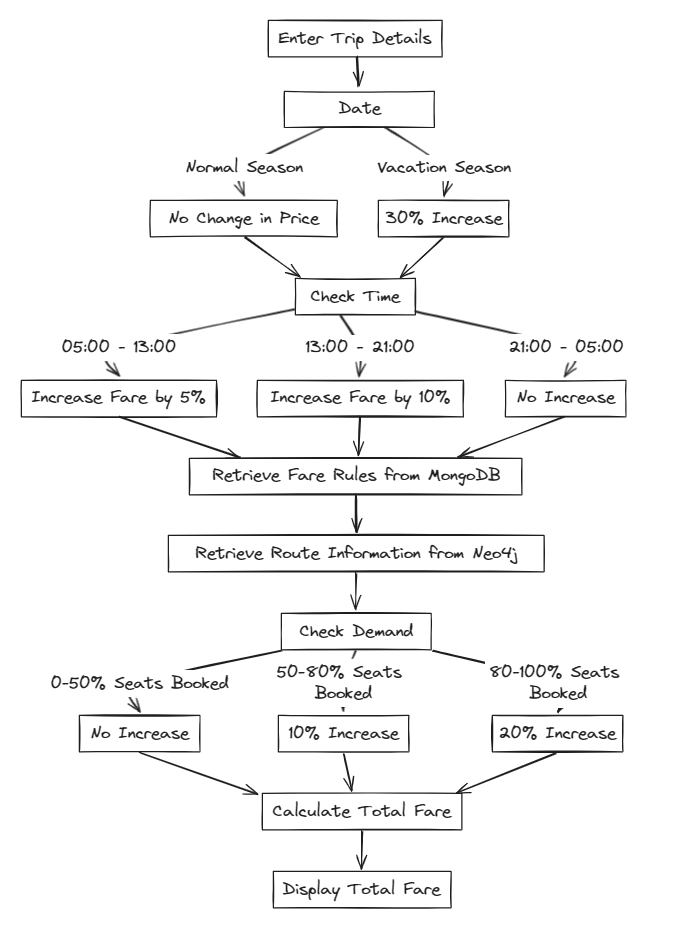 Enter Trip Details
Date
Normal Season
Vacation Season
No Change in Price
30% Increase
Check Time
05:00 - 13:00
13:00 - 21:00
21:00 - 05:00
Increase Fare by 5%
Increase Fare by 10%
No Increase
Retrieve Fare Rules from MongoDB
Retrieve Route Information from Neo4j
Check Demand
0-50% Seats Booked
50-80% Seats
Booked
80-100% Seats
Booked
No Increase
10% Increase
20% Increase
Calculate Total Fare
Display Total Fare